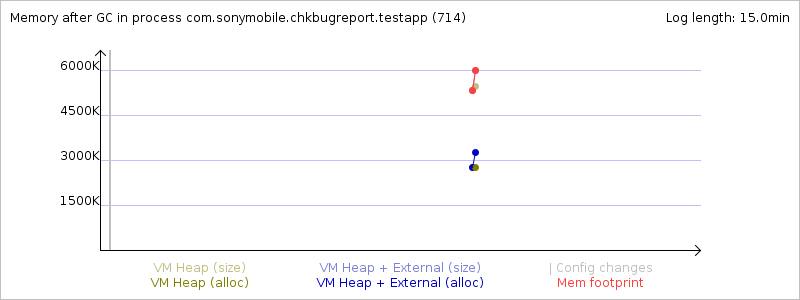 Memory after GC in process com.sonymobile.chkbugreport.testapp (714) Log length: 15.0min
6000K
4500K
3000K
1500K
VM Heap (size) VM Heap + External (size) | Config changes
VM Heap (alloc) VM Heap + External (alloc) Mem footprint